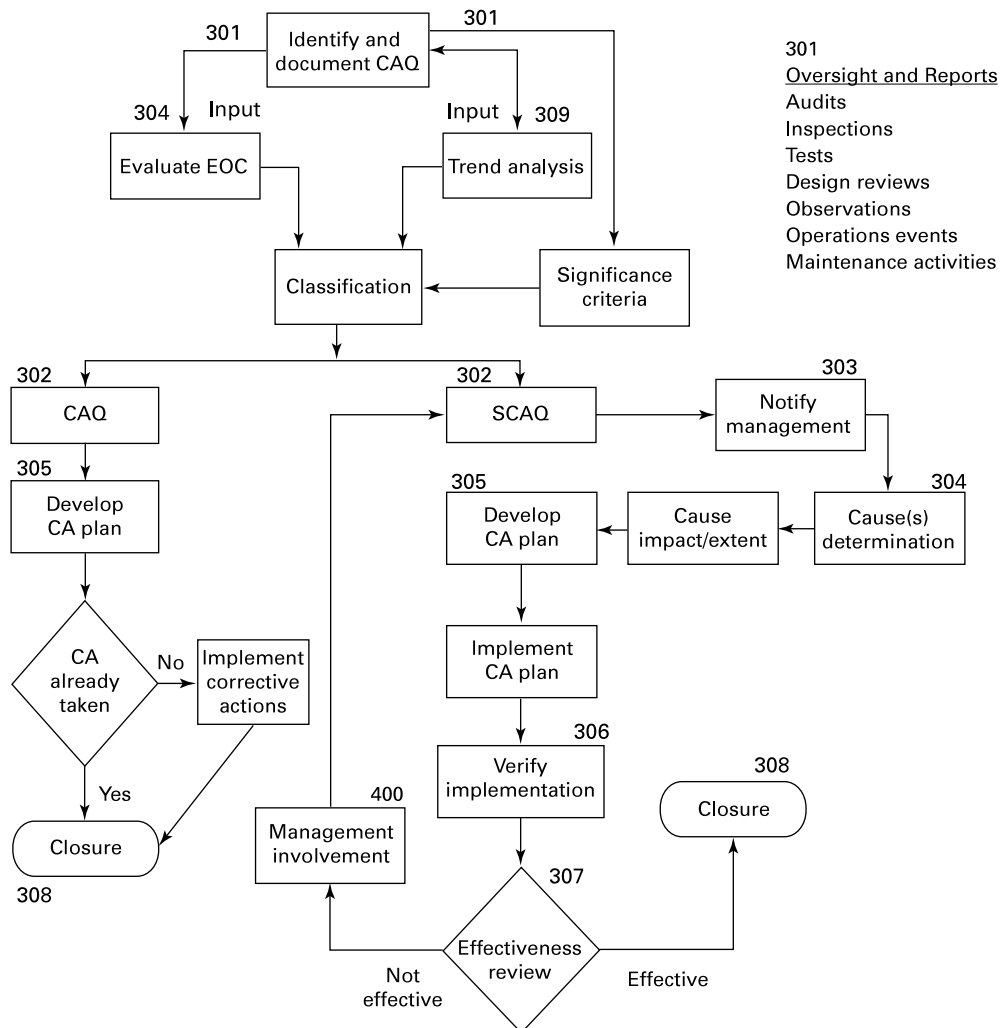 301
301
Identify and
document CAQ
301
Oversight and Reports
Audits
Inspections
Tests
Design reviews
Observations
Operations events
Maintenance activities
304
Input
Input
309
Evaluate EOC
Trend analysis
Classification
Significance
criteria
302
CAQ
302
SCAQ
303
Notify
management
305
Develop
CA plan
305
Develop
CA plan
Cause
impact/extent
304
Cause(s)
determination
CA
already
taken
No
Implement
corrective
actions
Yes
Closure
308
Implement
CA plan
306
Verify
implementation
400
Management
involvement
308
Closure
307
Effectiveness
review
Not
effective
Effective